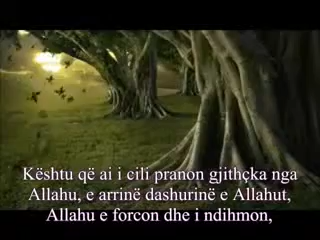 Kështu që ai i cili pranon gjithçka nga
Allahu, e arrinë dashurinë e Allahut,
Allahu e forcon dhe i ndihmon,